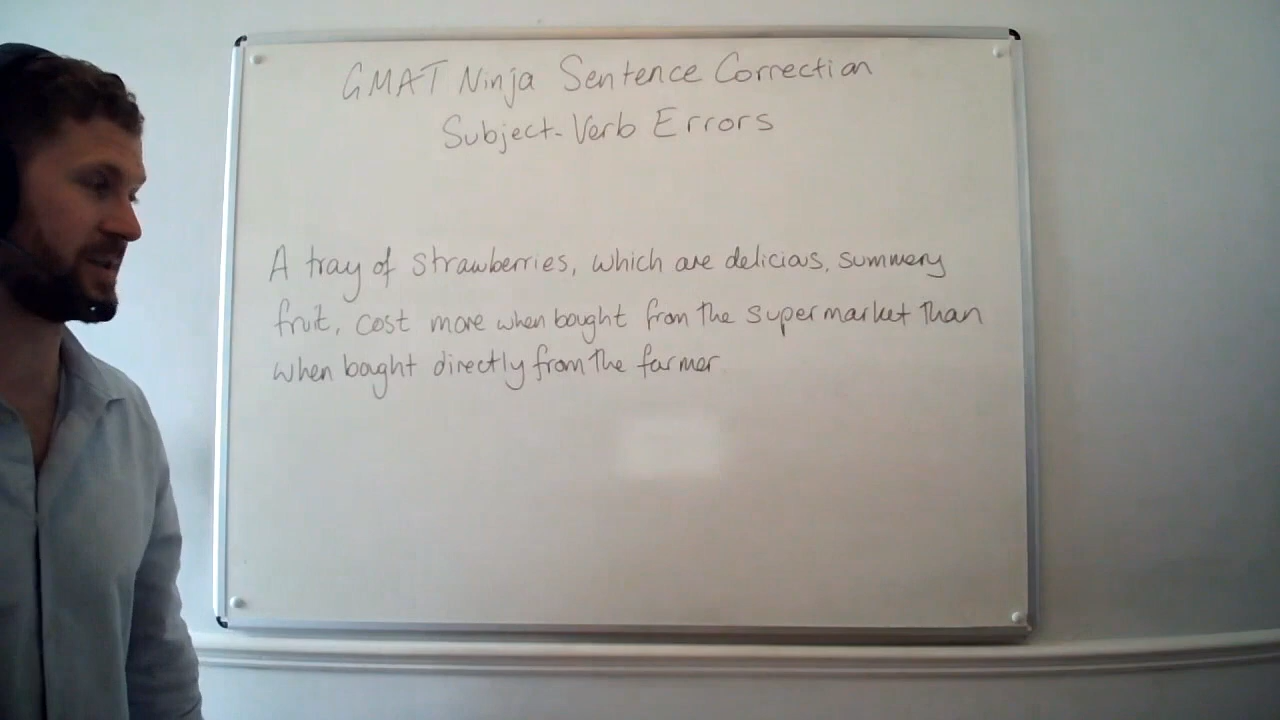 GMAT Ninja Sentence Correction
Subject-Verb Errors
A tray of strawberries, which are delicious, summery
fruit, cost more when bought from the supermarket than
when bought directly from the farmer